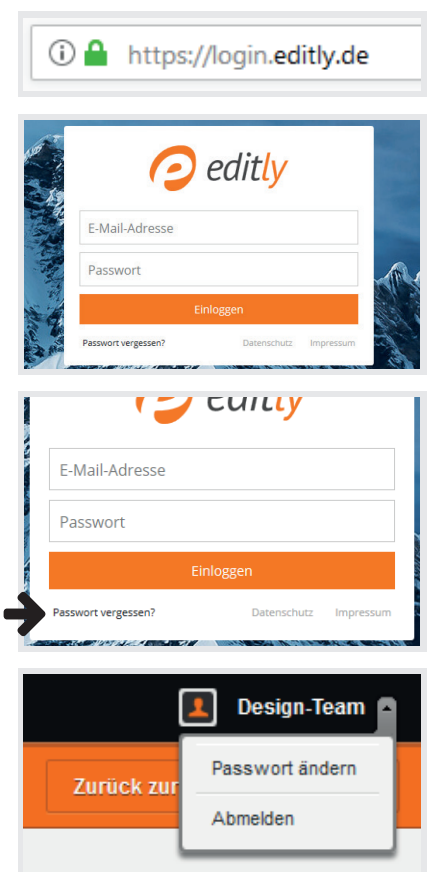 https://login.editly.de
editly
E-Mail-Adresse
Passwort
Einloggen
Passwort vergessen? Datenschutz Impressum
editly
E-Mail-Adresse
Passwort
Einloggen
Passwort vergessen? Datenschutz Impressum
Design-Team
Zurück zur
Passwort ändern
Abmelden